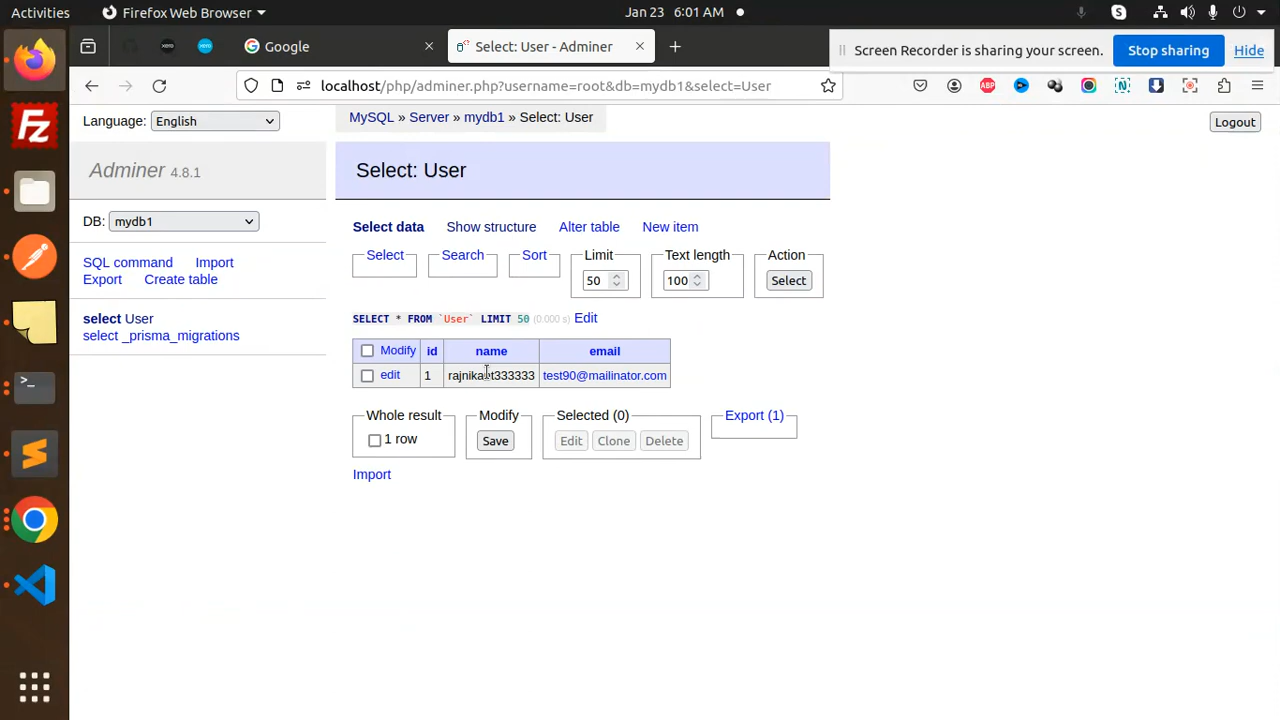 Activities Firefox Web Browser Jan 23 6:01 AM
Google
Select: User - Adminer
Screen Recorder is sharing your screen. Stop sharing Hide
localhost/php/adminer.php?username=root&db=mydb1&select=User
Language: English
MySQL » Server » mydb1 » Select: User
Logout
Adminer 4.8.1
Select: User
DB: mydb1
Select data Show structure Alter table New item
SQL command Import
Export Create table
Select Search Sort Limit Text length Action
50 100 Select
select User
select _prisma_migrations
SELECT * FROM `User` LIMIT 50 (0.000 s) Edit
Modify id name email
edit 1 rajnikant333333 test90@mailinator.com
Whole result Modify Selected (0) Export (1)
1 row Save Edit Clone Delete
Import